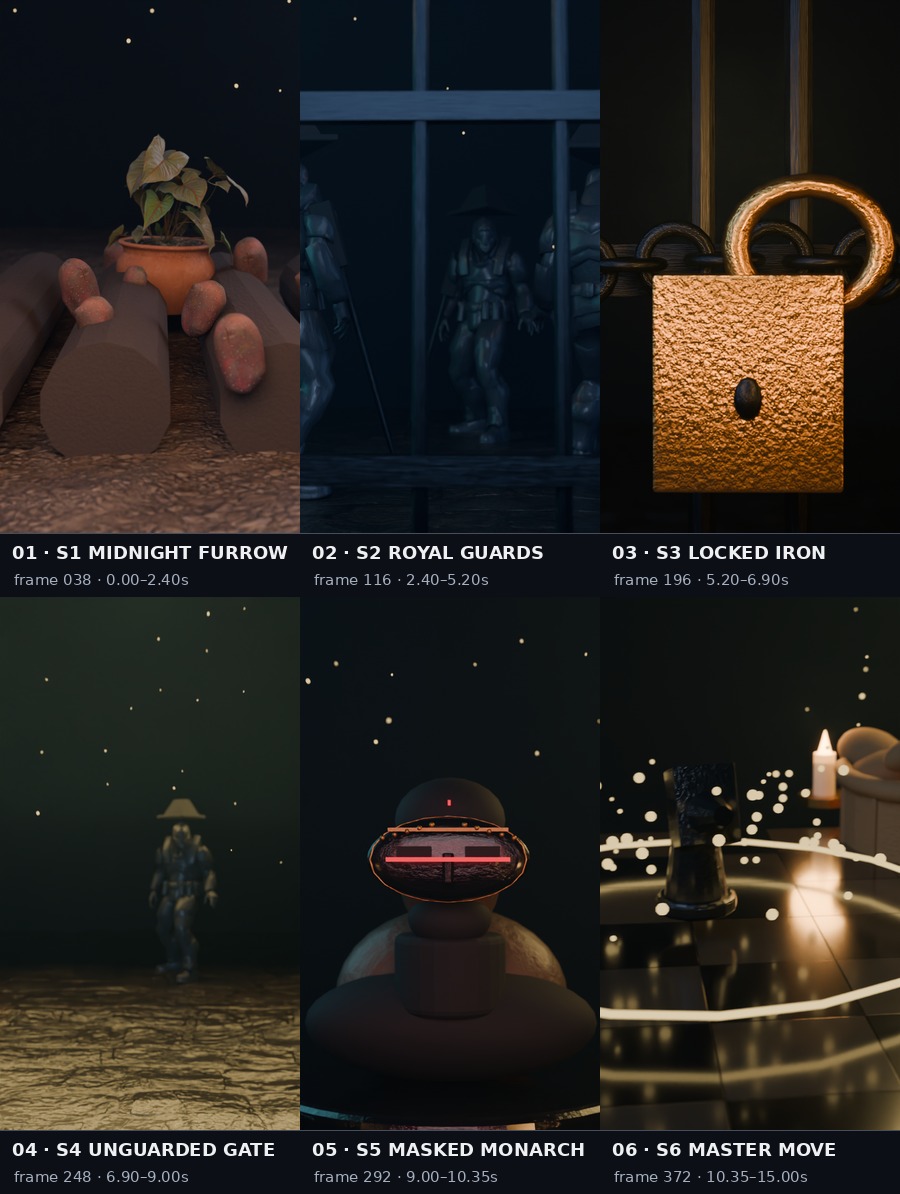 01 · S1 MIDNIGHT FURROW
frame 038 · 0.00–2.40s
02 · S2 ROYAL GUARDS
frame 116 · 2.40–5.20s
03 · S3 LOCKED IRON
frame 196 · 5.20–6.90s
04 · S4 UNGUARDED GATE
frame 248 · 6.90–9.00s
05 · S5 MASKED MONARCH
frame 292 · 9.00–10.35s
06 · S6 MASTER MOVE
frame 372 · 10.35–15.00s